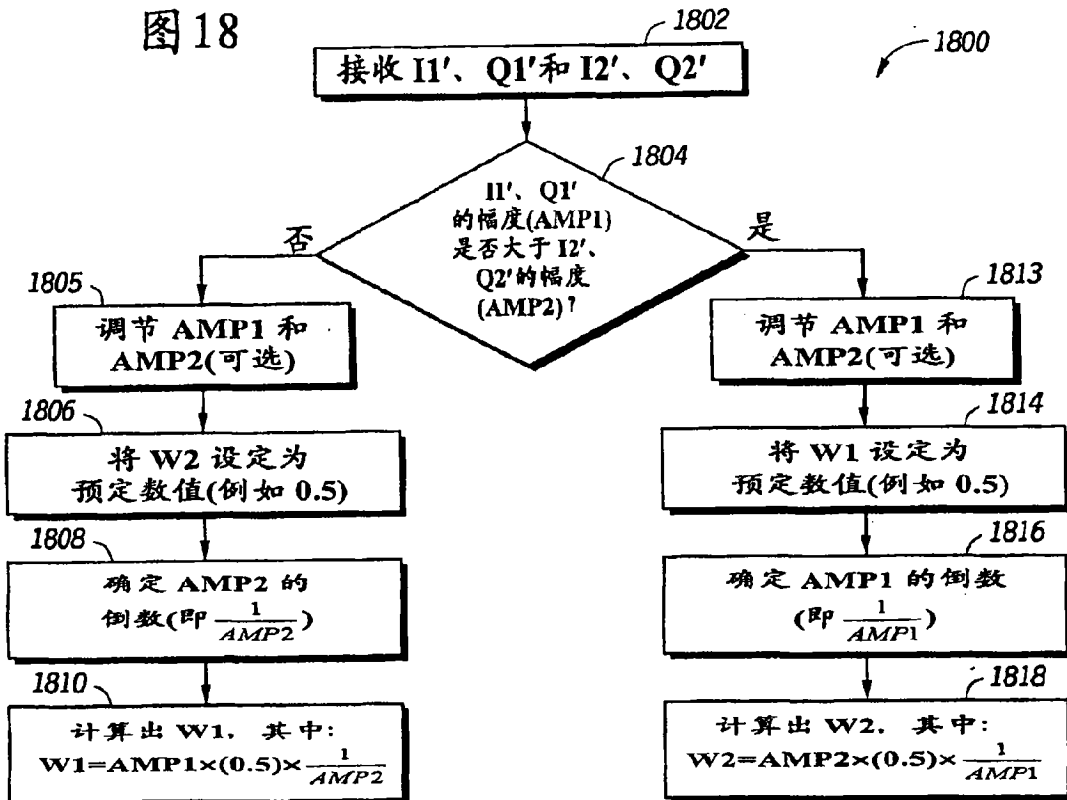 图18
1802
1800
接收 I1′、Q1′和 I2′、Q2′
1804
I1′、Q1′
的幅度(AMP1)
是否大于 I2′、
Q2′的幅度
(AMP2)?
否
是
1805
调节 AMP1 和
AMP2(可选)
1806
将 W2 设定为
预定数值(例如 0.5)
1808
确定 AMP2 的
倒数(即 1/AMP2)
1810
计算出 W1. 其中:
W1=AMP1×(0.5)×1/AMP2
1813
调节 AMP1 和
AMP2(可选)
1814
将 W1 设定为
预定数值(例如 0.5)
1816
确定 AMP1 的倒数
(即 1/AMP1)
1818
计算出 W2. 其中:
W2=AMP2×(0.5)×1/AMP1